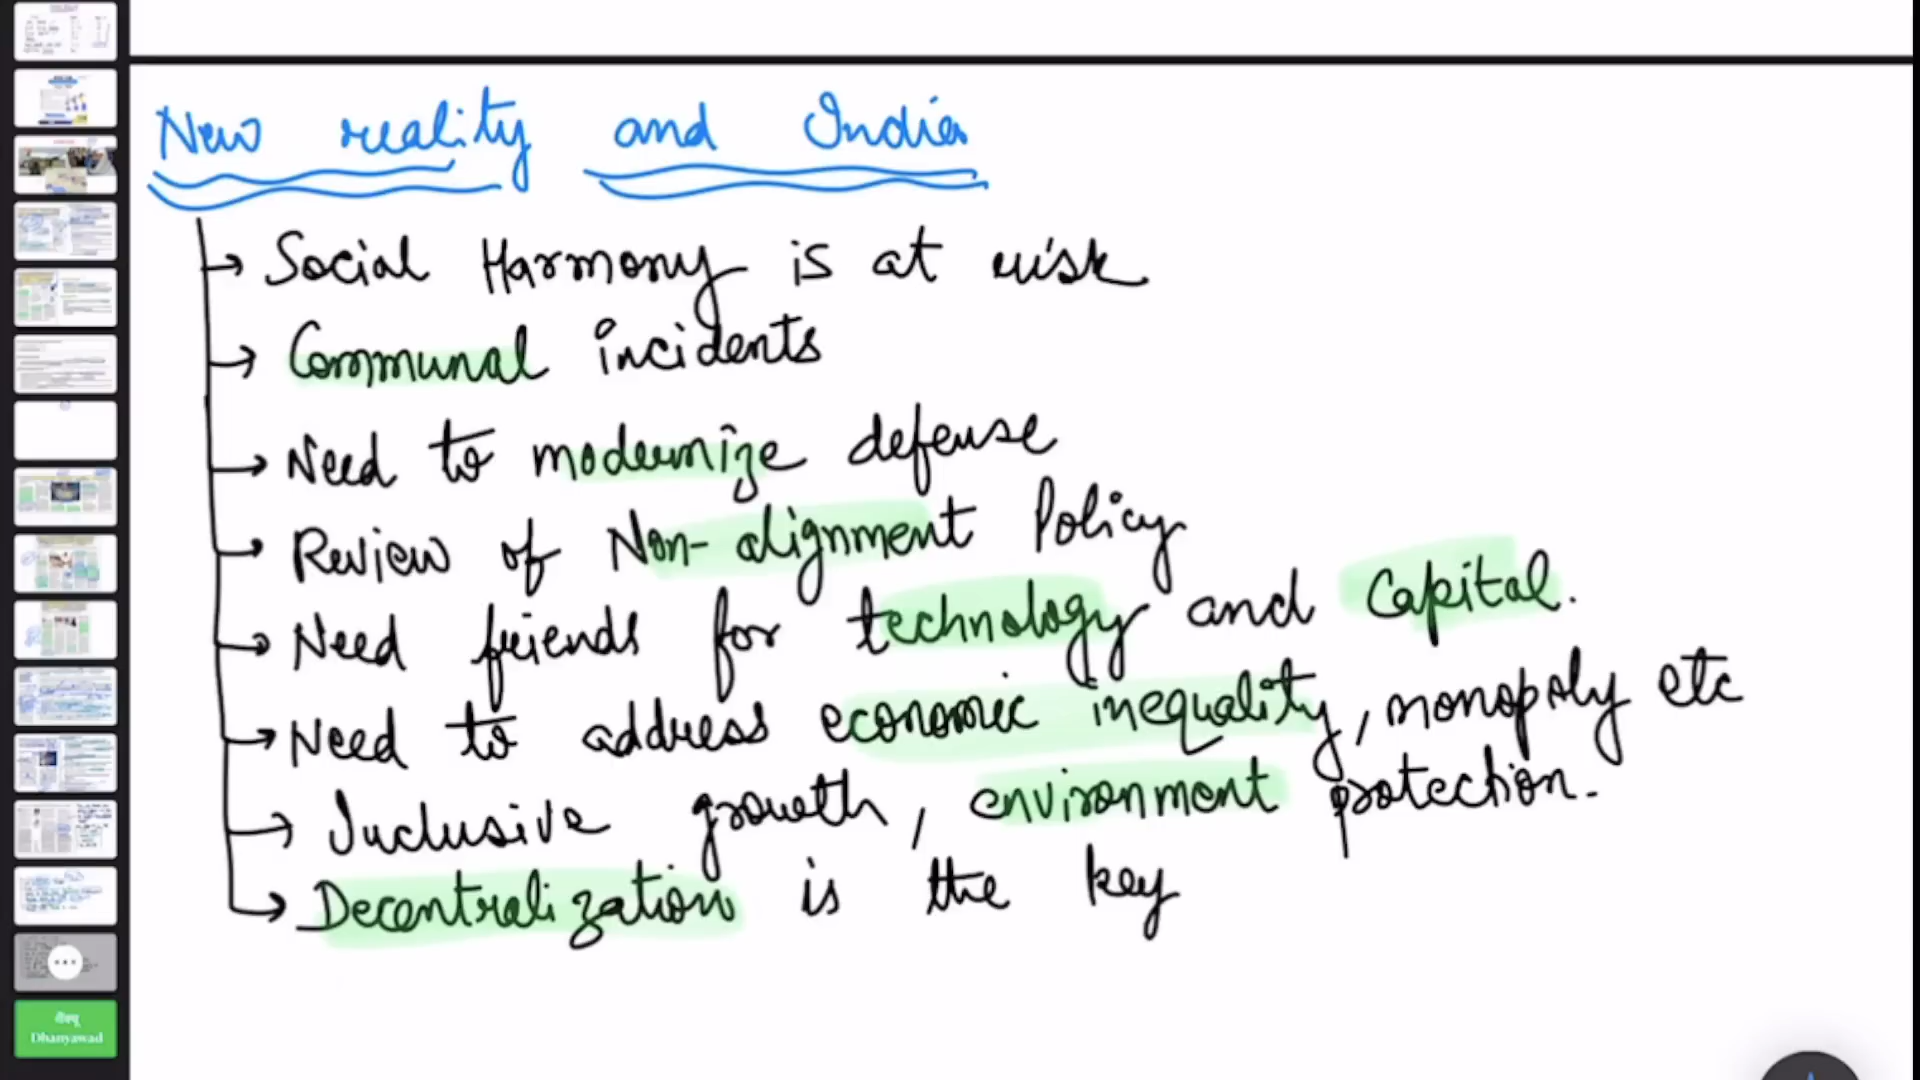 New reality and India
→ Social Harmony is at risk
→ Communal incidents
→ Need to modernize defense
→ Review of Non-alignment Policy
→ Need friends for technology and Capital.
→ Need to address economic inequality, monopoly etc
→ Inclusive growth, environment protection.
→ Decentralization is the key
Dhanyawad